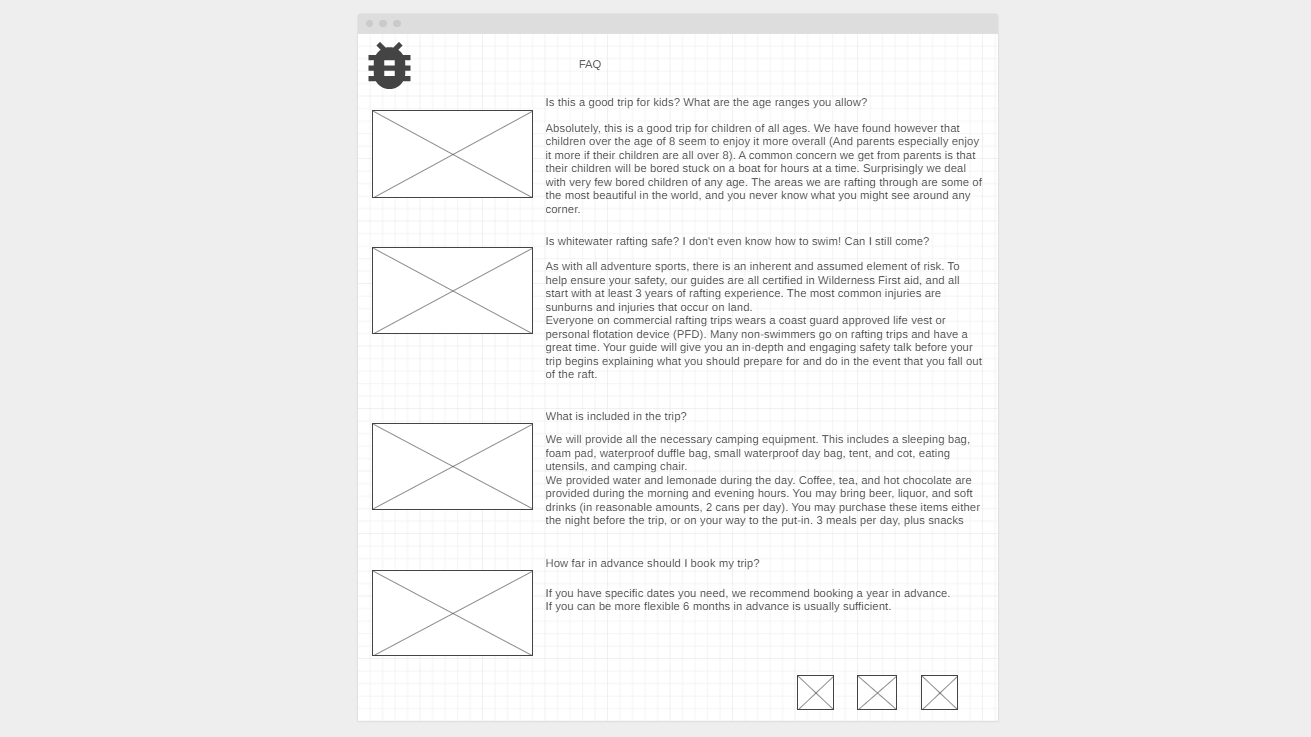 FAQ
Is this a good trip for kids? What are the age ranges you allow?
Absolutely, this is a good trip for children of all ages. We have found however that
children over the age of 8 seem to enjoy it more overall (And parents especially enjoy
it more if their children are all over 8). A common concern we get from parents is that
their children will be bored stuck on a boat for hours at a time. Surprisingly we deal
with very few bored children of any age. The areas we are rafting through are some of
the most beautiful in the world, and you never know what you might see around any
corner.
Is whitewater rafting safe? I don't even know how to swim! Can I still come?
As with all adventure sports, there is an inherent and assumed element of risk. To
help ensure your safety, our guides are all certified in Wilderness First aid, and all
start with at least 3 years of rafting experience. The most common injuries are
sunburns and injuries that occur on land.
Everyone on commercial rafting trips wears a coast guard approved life vest or
personal flotation device (PFD). Many non-swimmers go on rafting trips and have a
great time. Your guide will give you an in-depth and engaging safety talk before your
trip begins explaining what you should prepare for and do in the event that you fall out
of the raft.
What is included in the trip?
We will provide all the necessary camping equipment. This includes a sleeping bag,
foam pad, waterproof duffle bag, small waterproof day bag, tent, and cot, eating
utensils, and camping chair.
We provided water and lemonade during the day. Coffee, tea, and hot chocolate are
provided during the morning and evening hours. You may bring beer, liquor, and soft
drinks (in reasonable amounts, 2 cans per day). You may purchase these items either
the night before the trip, or on your way to the put-in. 3 meals per day, plus snacks
How far in advance should I book my trip?
If you have specific dates you need, we recommend booking a year in advance.
If you can be more flexible 6 months in advance is usually sufficient.